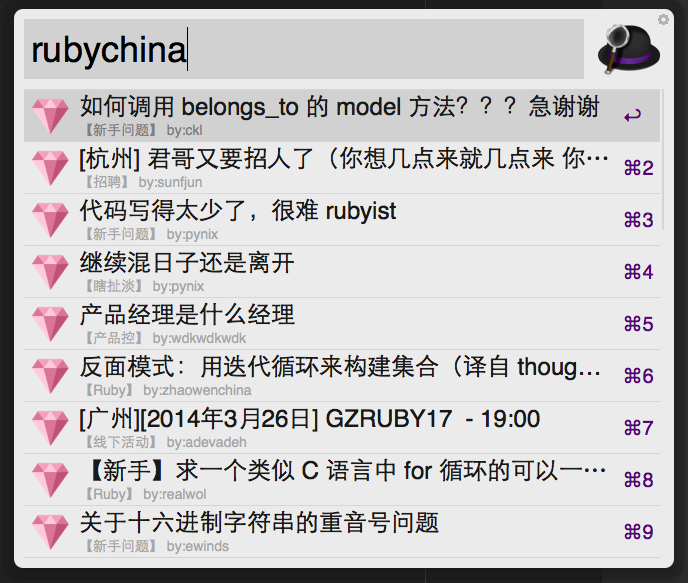 rubychina
如何调用 belongs_to 的 model 方法？？？急谢谢
【新手问题】 by:ckl
↩
[杭州] 君哥又要招人了（你想几点来就几点来 你…
【招聘】 by:sunfjun
⌘2
代码写得太少了，很难 rubyist
【新手问题】 by:pynix
⌘3
继续混日子还是离开
【瞎扯淡】 by:pynix
⌘4
产品经理是什么经理
【产品控】 by:wdkwdkwdk
⌘5
反面模式：用迭代循环来构建集合（译自 thoug…
【Ruby】 by:zhaowenchina
⌘6
[广州][2014年3月26日] GZRUBY17 - 19:00
【线下活动】 by:adevadeh
⌘7
【新手】求一个类似 C 语言中 for 循环的可以一…
【Ruby】 by:realwol
⌘8
关于十六进制字符串的重音号问题
【新手问题】 by:ewinds
⌘9